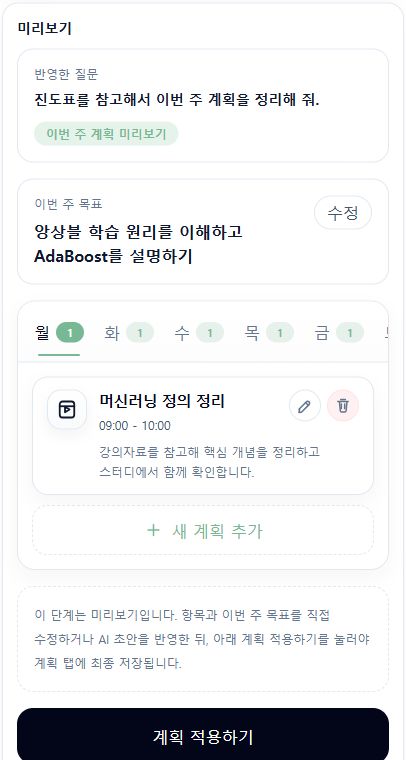 미리보기
반영한 질문
진도표를 참고해서 이번 주 계획을 정리해 줘.
이번 주 계획 미리보기
이번 주 목표
수정
앙상블 학습 원리를 이해하고
AdaBoost를 설명하기
월 1 화 1 수 1 목 1 금 1
머신러닝 정의 정리
09:00 - 10:00
강의자료를 참고해 핵심 개념을 정리하고
스터디에서 함께 확인합니다.
+ 새 계획 추가
이 단계는 미리보기입니다. 항목과 이번 주 목표를 직접
수정하거나 AI 초안을 반영한 뒤, 아래 계획 적용하기를 눌러야
계획 탭에 최종 저장됩니다.
계획 적용하기